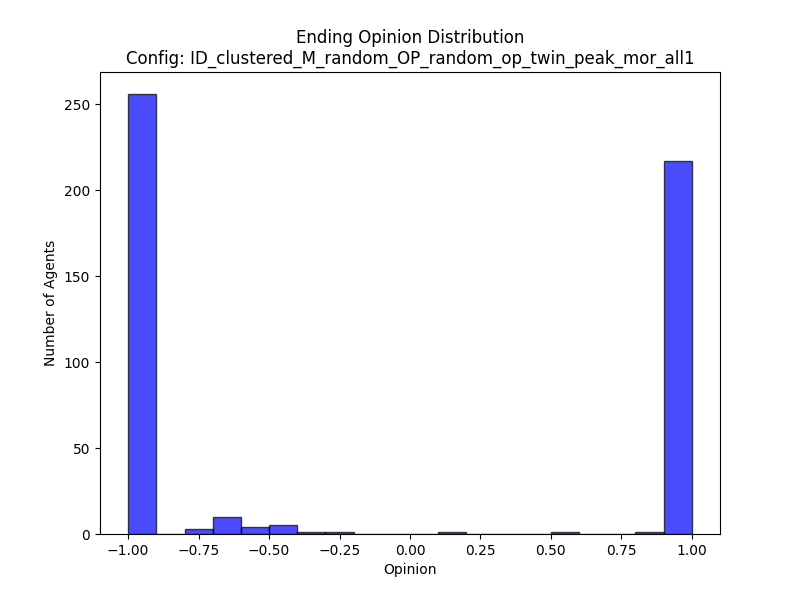 Ending Opinion Distribution
Config: ID_clustered_M_random_OP_random_op_twin_peak_mor_all1
250
200
150
100
50
0
Number of Agents
−1.00 −0.75 −0.50 −0.25 0.00 0.25 0.50 0.75 1.00
Opinion